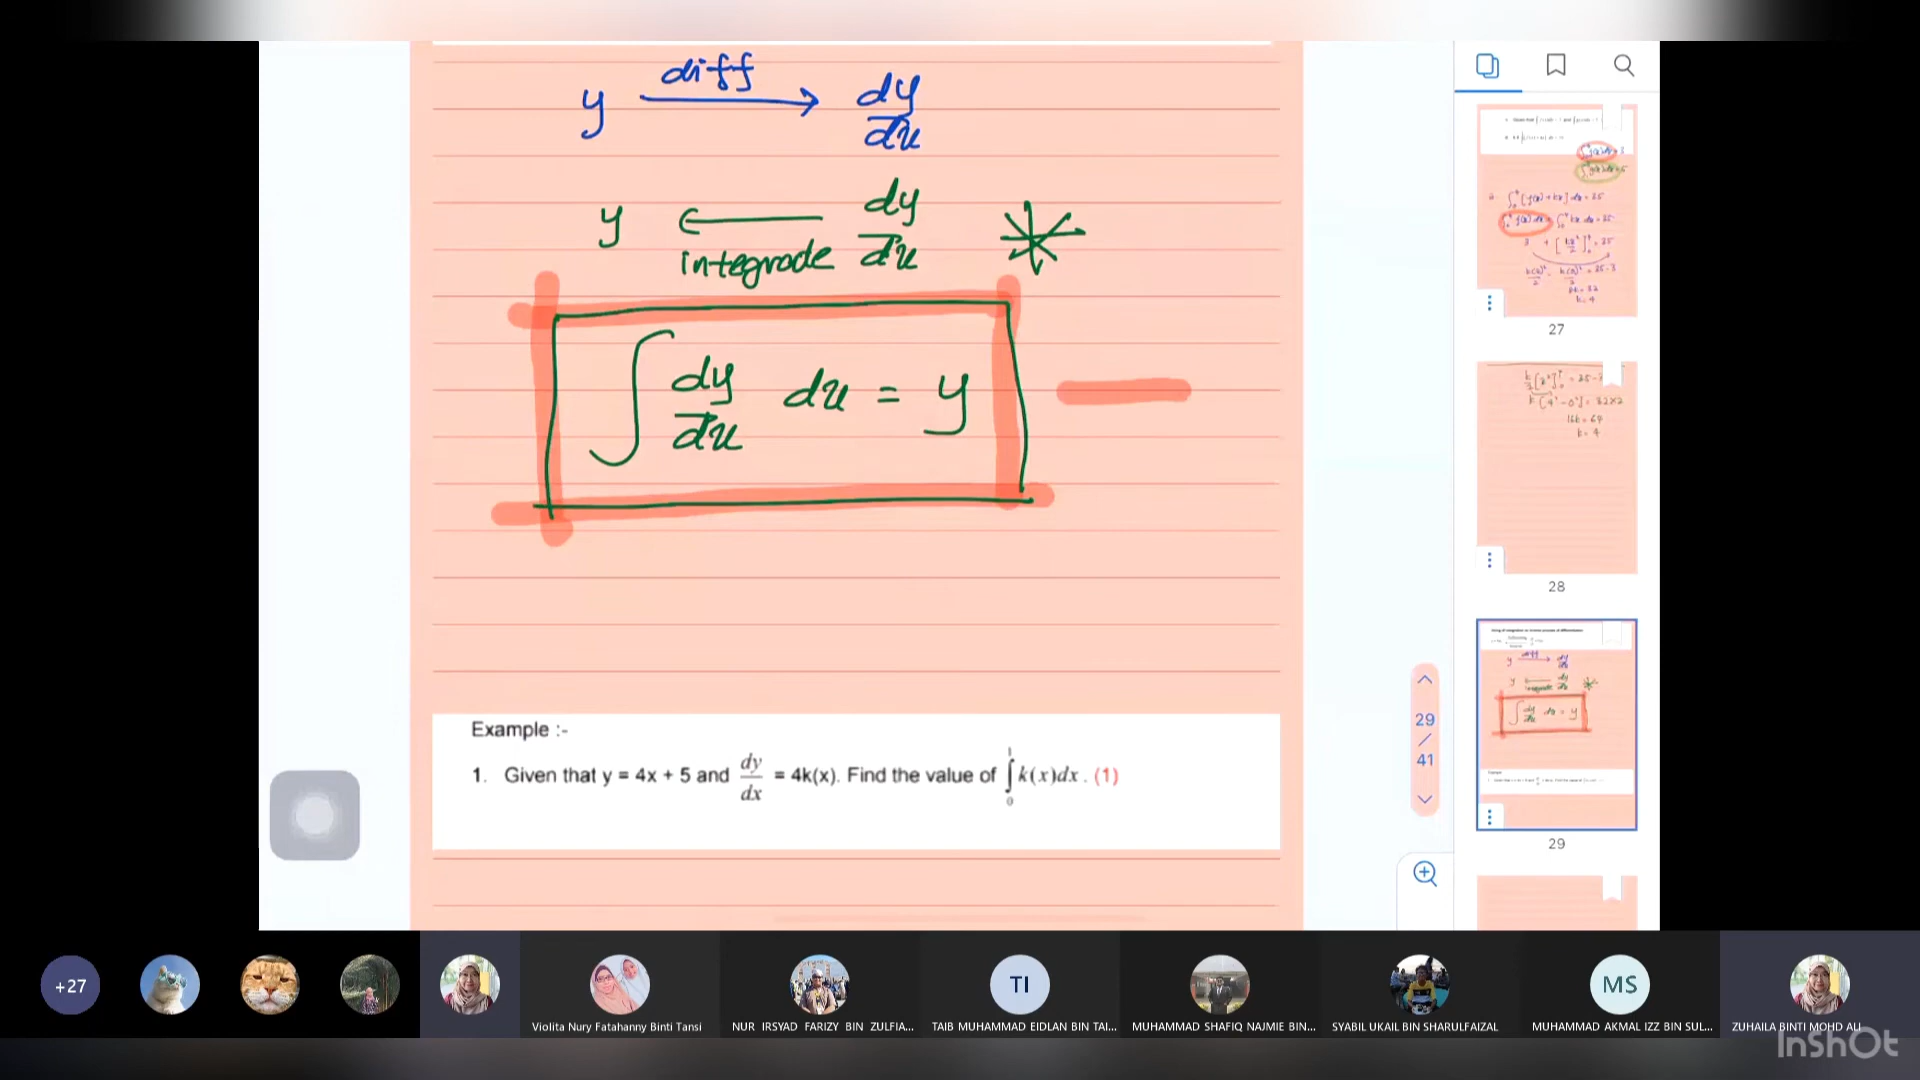 y diff → dy/dx
y ← integrade dy/dx
∫ dy/dx dx = y
Example :-
1. Given that y = 4x + 5 and dy/dx = 4k(x). Find the value of ∫₀¹ k(x)dx . (1)
27
28
29
/
41
29
+27
TI
MS
Violita Nury Fatahanny Binti Tansi
NUR IRSYAD FARIZY BIN ZULFIA...
TAIB MUHAMMAD EIDLAN BIN TAI...
MUHAMMAD SHAFIQ NAJMIE BIN...
SYABIL UKAIL BIN SHARULFAIZAL
MUHAMMAD AKMAL IZZ BIN SUL...
ZUHAILA BINTI MOHD ALI
InShOt